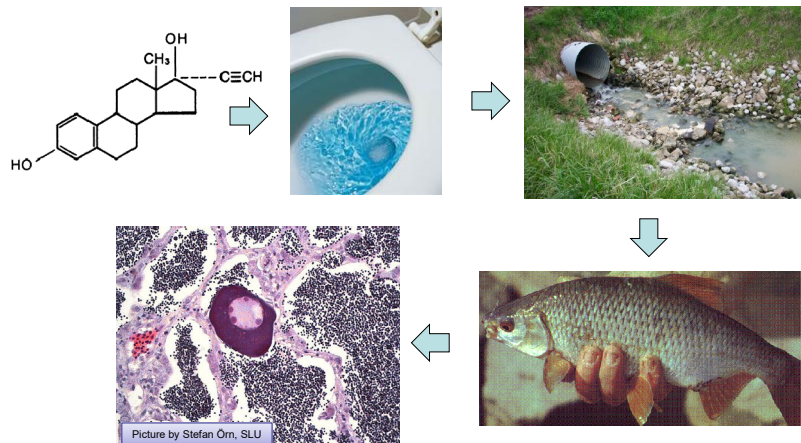 OH
CH₃
C≡CH
HO
Picture by Stefan Örn, SLU